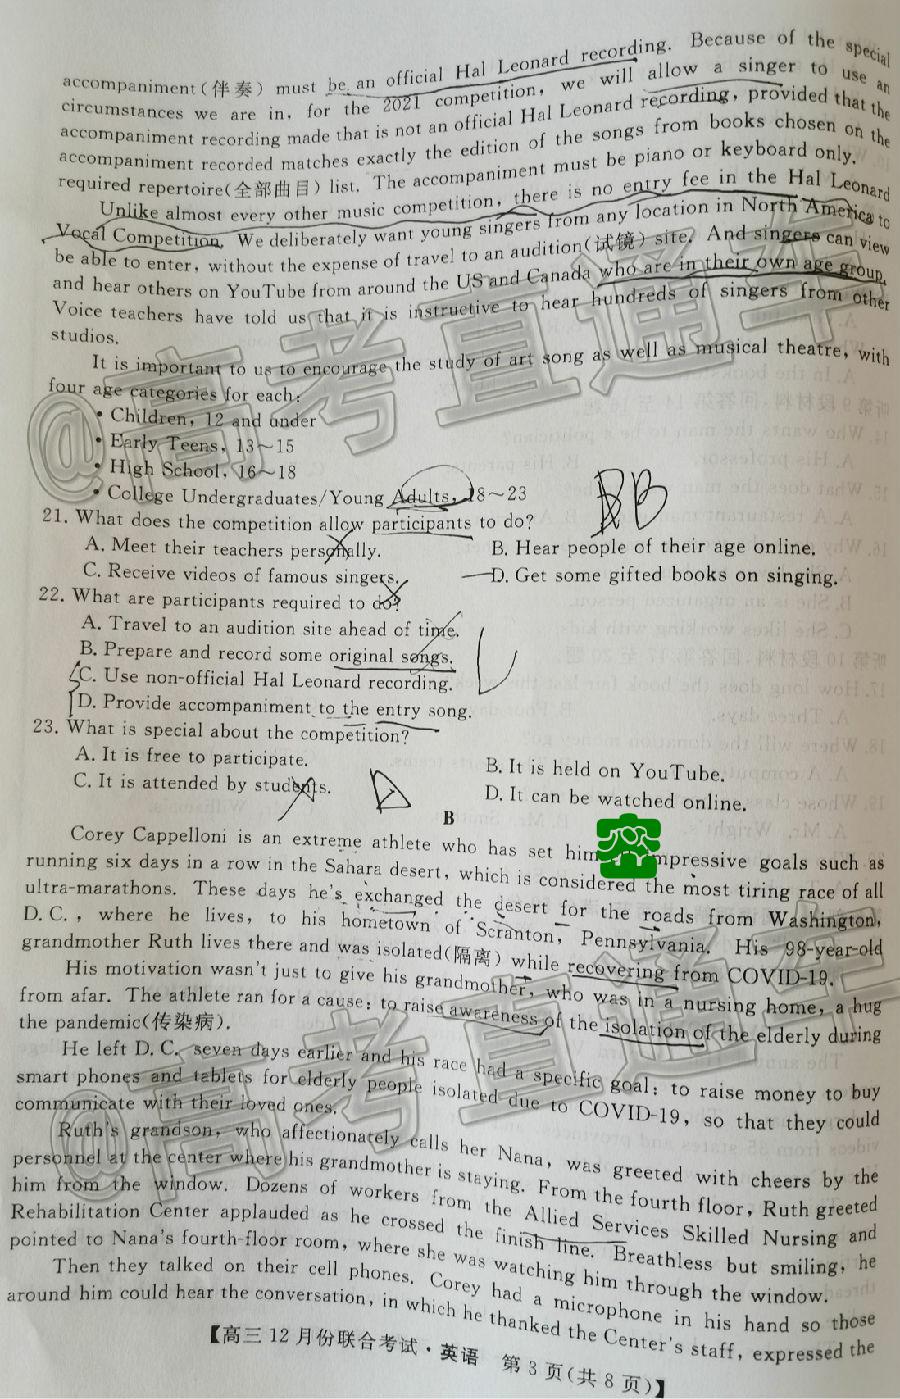 accompaniment(伴奏) must be an official Hal Leonard recording. Because of the special
circumstances we are in, for the 2021 competition, we will allow a singer to use an
accompaniment recording made that is not an official Hal Leonard recording, provided that the
accompaniment recorded matches exactly the edition of the songs from books chosen on the
required repertoire(全部曲目) list. The accompaniment must be piano or keyboard only.
Unlike almost every other music competition, there is no entry fee in the Hal Leonard
Vocal Competition. We deliberately want young singers from any location in North America to
be able to enter, without the expense of travel to an audition(试镜) site. And singers can view
and hear others on YouTube from around the US and Canada who are in their own age group.
Voice teachers have told us that it is instructive to hear hundreds of singers from other
studios.
It is important to us to encourage the study of art song as well as musical theatre, with
four age categories for each:
• Children, 12 and under
• Early Teens, 13~15
• High School, 16~18
• College Undergraduates/Young Adults, 18~23
21. What does the competition allow participants to do?
A. Meet their teachers personally. B. Hear people of their age online.
C. Receive videos of famous singers. D. Get some gifted books on singing.
22. What are participants required to do?
A. Travel to an audition site ahead of time.
B. Prepare and record some original songs.
C. Use non-official Hal Leonard recording.
D. Provide accompaniment to the entry song.
23. What is special about the competition?
A. It is free to participate. B. It is held on YouTube.
C. It is attended by students. D. It can be watched online.
B
Corey Cappelloni is an extreme athlete who has set him impressive goals such as
running six days in a row in the Sahara desert, which is considered the most tiring race of all
ultra-marathons. These days he's exchanged the desert for the roads from Washington,
D.C., where he lives, to his hometown of Scranton, Pennsylvania. His 98-year-old
grandmother Ruth lives there and was isolated(隔离) while recovering from COVID-19.
His motivation wasn't just to give his grandmother, who was in a nursing home, a hug
from afar. The athlete ran for a cause: to raise awareness of the isolation of the elderly during
the pandemic(传染病).
He left D.C. seven days earlier and his race had a specific goal: to raise money to buy
smart phones and tablets for elderly people isolated due to COVID-19, so that they could
communicate with their loved ones.
Ruth's grandson, who affectionately calls her Nana, was greeted with cheers by the
personnel at the center where his grandmother is staying. From the fourth floor, Ruth greeted
him from the window. Dozens of workers from the Allied Services Skilled Nursing and
Rehabilitation Center applauded as he crossed the finish line. Breathless but smiling, he
pointed to Nana's fourth-floor room, where she was watching him through the window.
Then they talked on their cell phones. Corey had a microphone in his hand so those
around him could hear the conversation, in which he thanked the Center's staff, expressed the
【高三12月份联合考试·英语 第3页(共8页)】
@高考直通车
@高考直通车
BB
D
答案